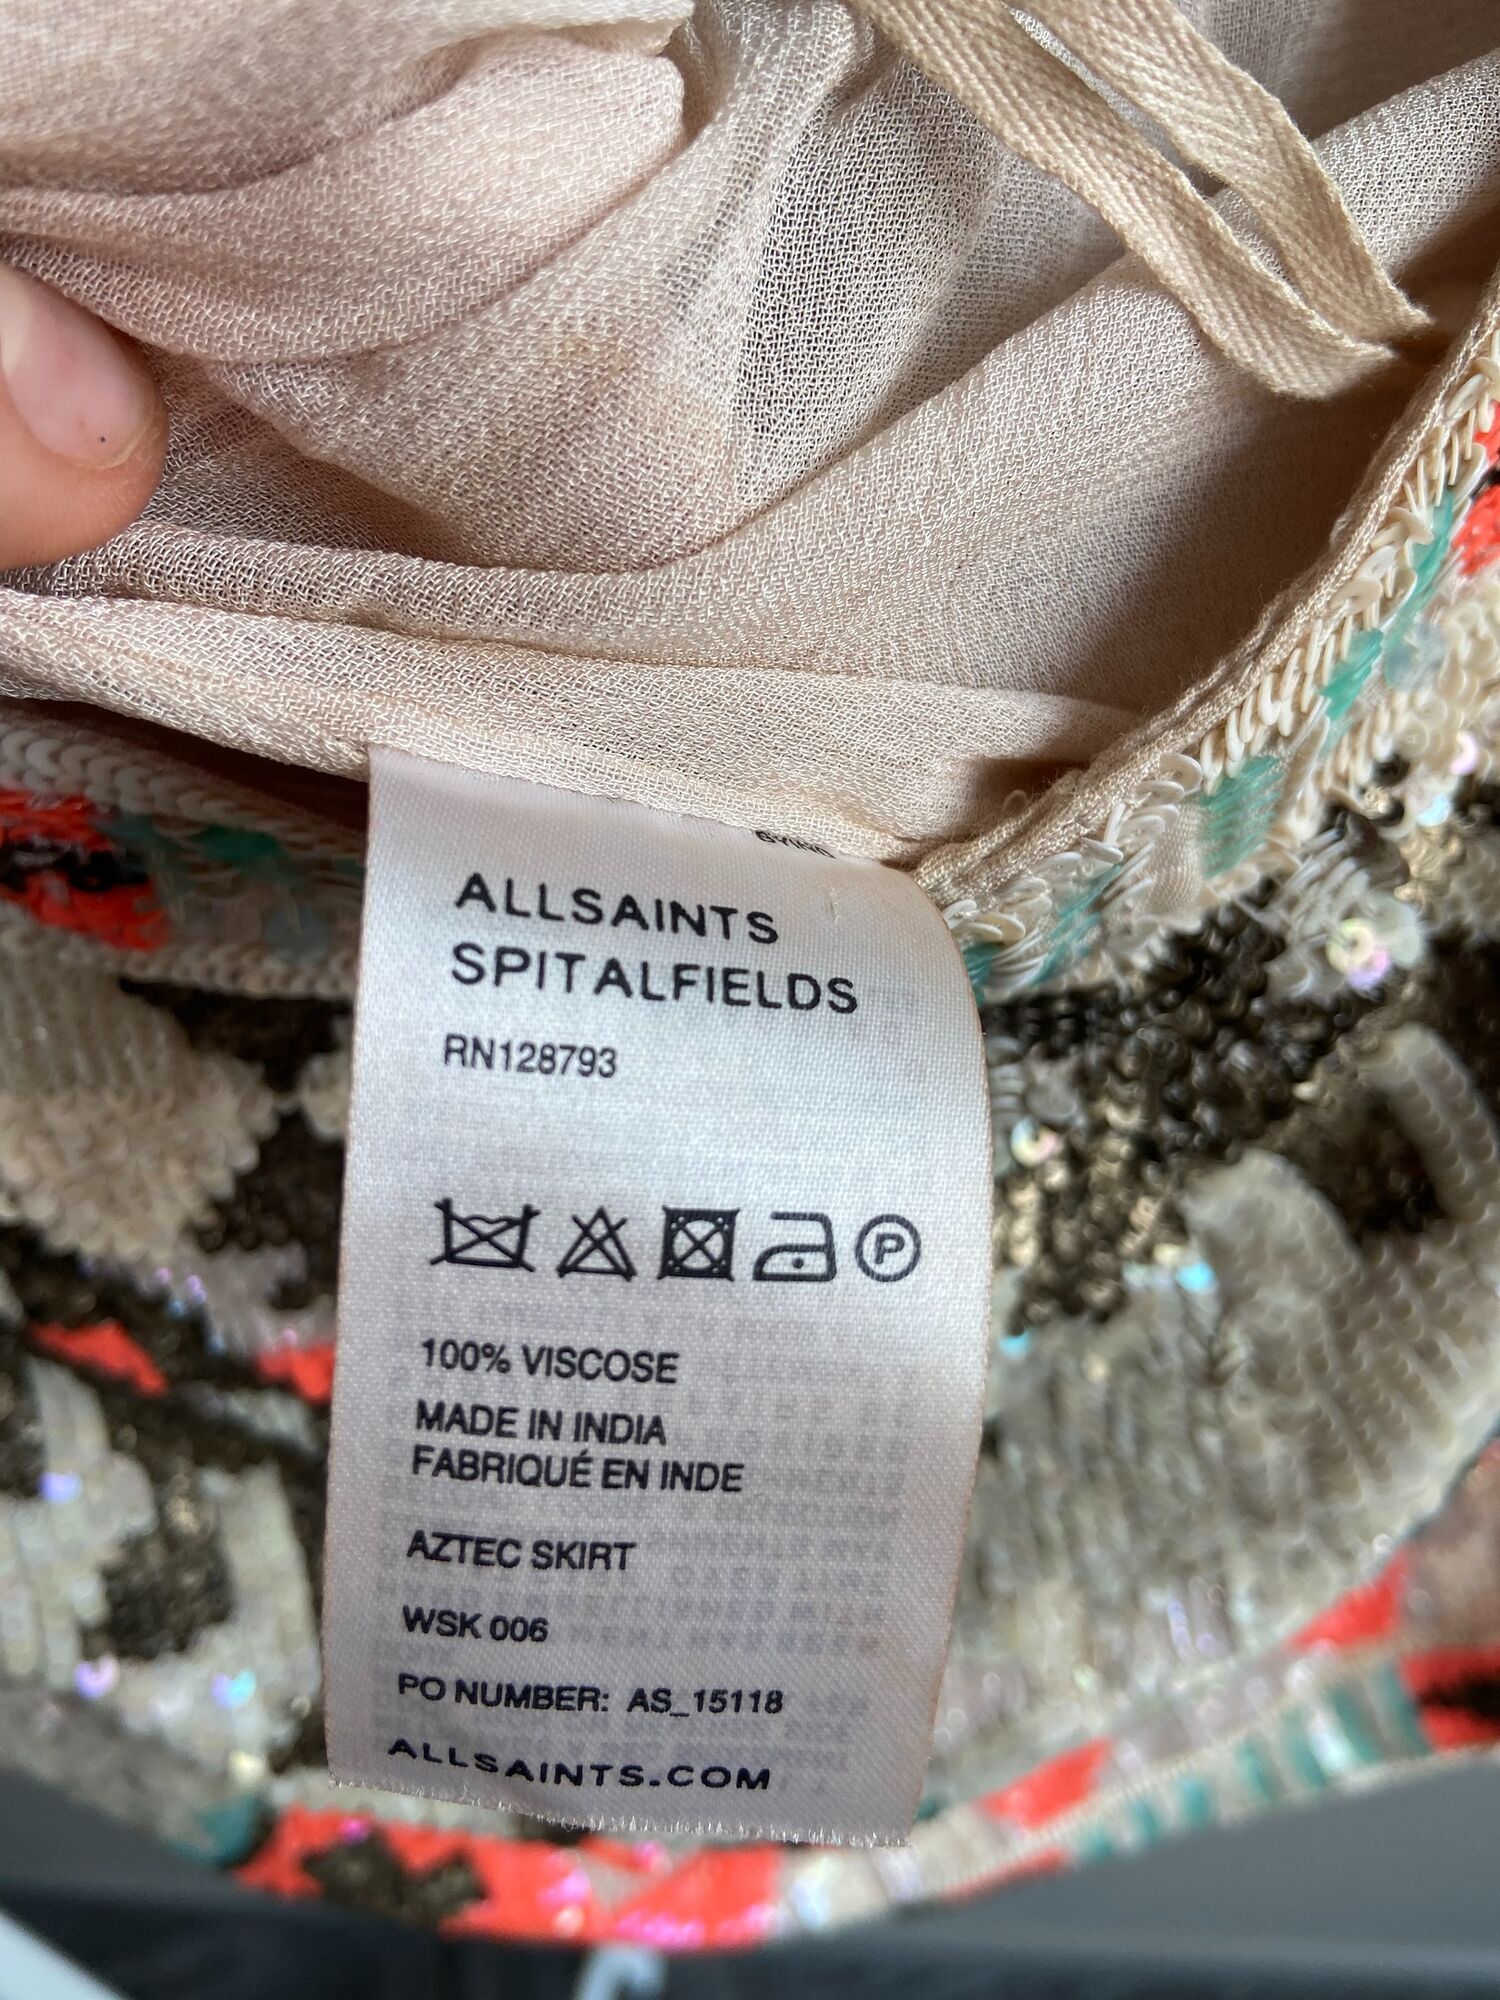 ALLSAINTS
SPITALFIELDS
RN128793
P
100% VISCOSE
MADE IN INDIA
FABRIQUÉ EN INDE
AZTEC SKIRT
WSK 006
PO NUMBER: AS_15118
ALLSAINTS.COM